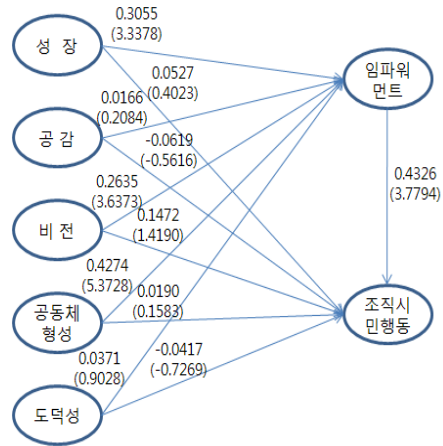 0.3055
(3.3378)
성 장
임파워
먼트
0.0527
(0.4023)
0.0166
(0.2084)
공 감
-0.0619
(-0.5616)
0.4326
(3.7794)
0.2635
(3.6373)
0.1472
(1.4190)
비 전
0.4274
(5.3728)
0.0190
(0.1583)
공동체
형성
조직시
민행동
0.0371
(0.9028)
-0.0417
(-0.7269)
도덕성